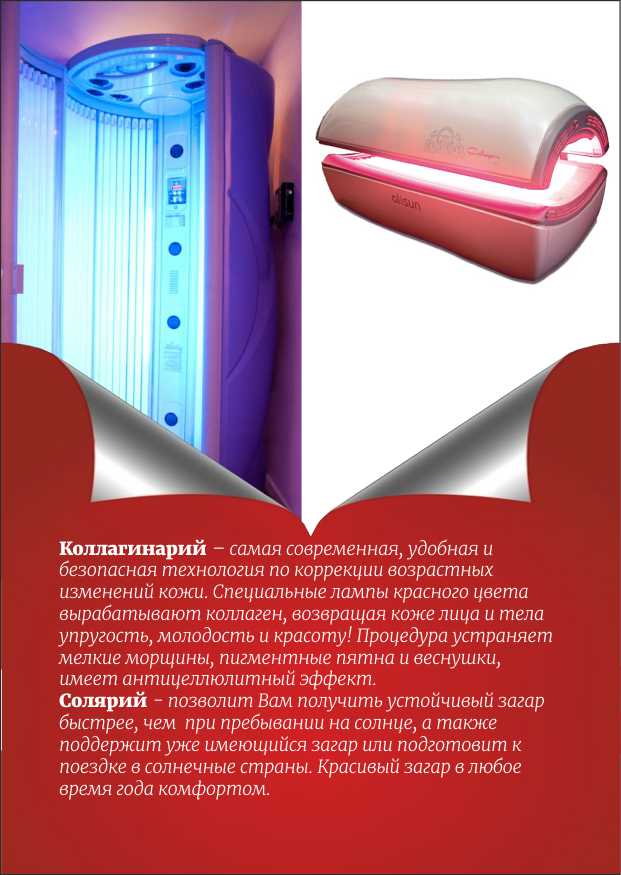 alisun
Коллагинарий – самая современная, удобная и
безопасная технология по коррекции возрастных
изменений кожи. Специальные лампы красного цвета
вырабатывают коллаген, возвращая коже лица и тела
упругость, молодость и красоту! Процедура устраняет
мелкие морщины, пигментные пятна и веснушки,
имеет антицеллюлитный эффект.
Солярий - позволит Вам получить устойчивый загар
быстрее, чем при пребывании на солнце, а также
поддержит уже имеющийся загар или подготовит к
поездке в солнечные страны. Красивый загар в любое
время года комфортом.